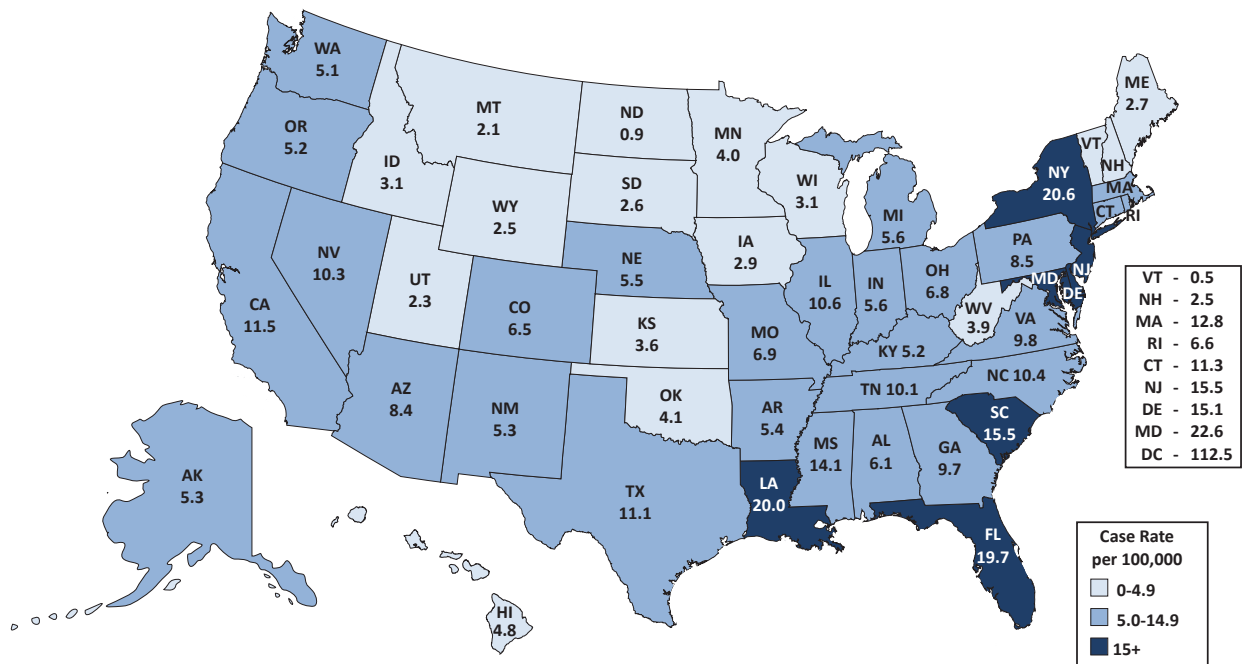 WA
5.1
OR
5.2
CA
11.5
NV
10.3
ID
3.1
MT
2.1
WY
2.5
UT
2.3
CO
6.5
AZ
8.4
NM
5.3
ND
0.9
SD
2.6
NE
5.5
KS
3.6
OK
4.1
TX
11.1
MN
4.0
IA
2.9
MO
6.9
AR
5.4
LA
20.0
WI
3.1
IL
10.6
MI
5.6
IN
5.6
OH
6.8
KY 5.2
TN 10.1
MS
14.1
AL
6.1
GA
9.7
FL
19.7
SC
15.5
NC 10.4
VA
9.8
WV
3.9
PA
8.5
NY
20.6
ME
2.7
VT
NH
MA
CT
RI
NJ
DE
MD
AK
5.3
HI
4.8
VT - 0.5
NH - 2.5
MA - 12.8
RI - 6.6
CT - 11.3
NJ - 15.5
DE - 15.1
MD - 22.6
DC - 112.5
Case Rate
per 100,000
0-4.9
5.0-14.9
15+